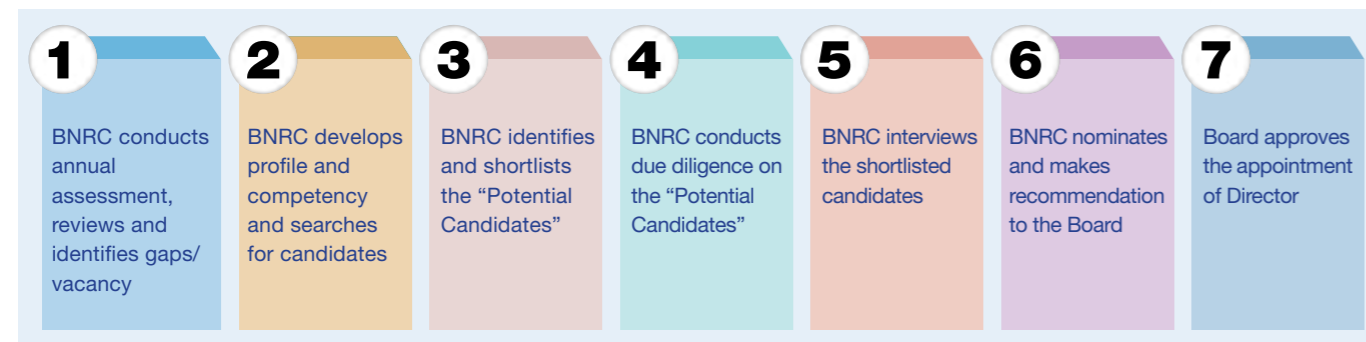 1
BNRC conducts
annual
assessment,
reviews and
identifies gaps/
vacancy
2
BNRC develops
profile and
competency
and searches
for candidates
3
BNRC identifies
and shortlists
the “Potential
Candidates”
4
BNRC conducts
due diligence on
the “Potential
Candidates”
5
BNRC interviews
the shortlisted
candidates
6
BNRC nominates
and makes
recommendation
to the Board
7
Board approves
the appointment
of Director